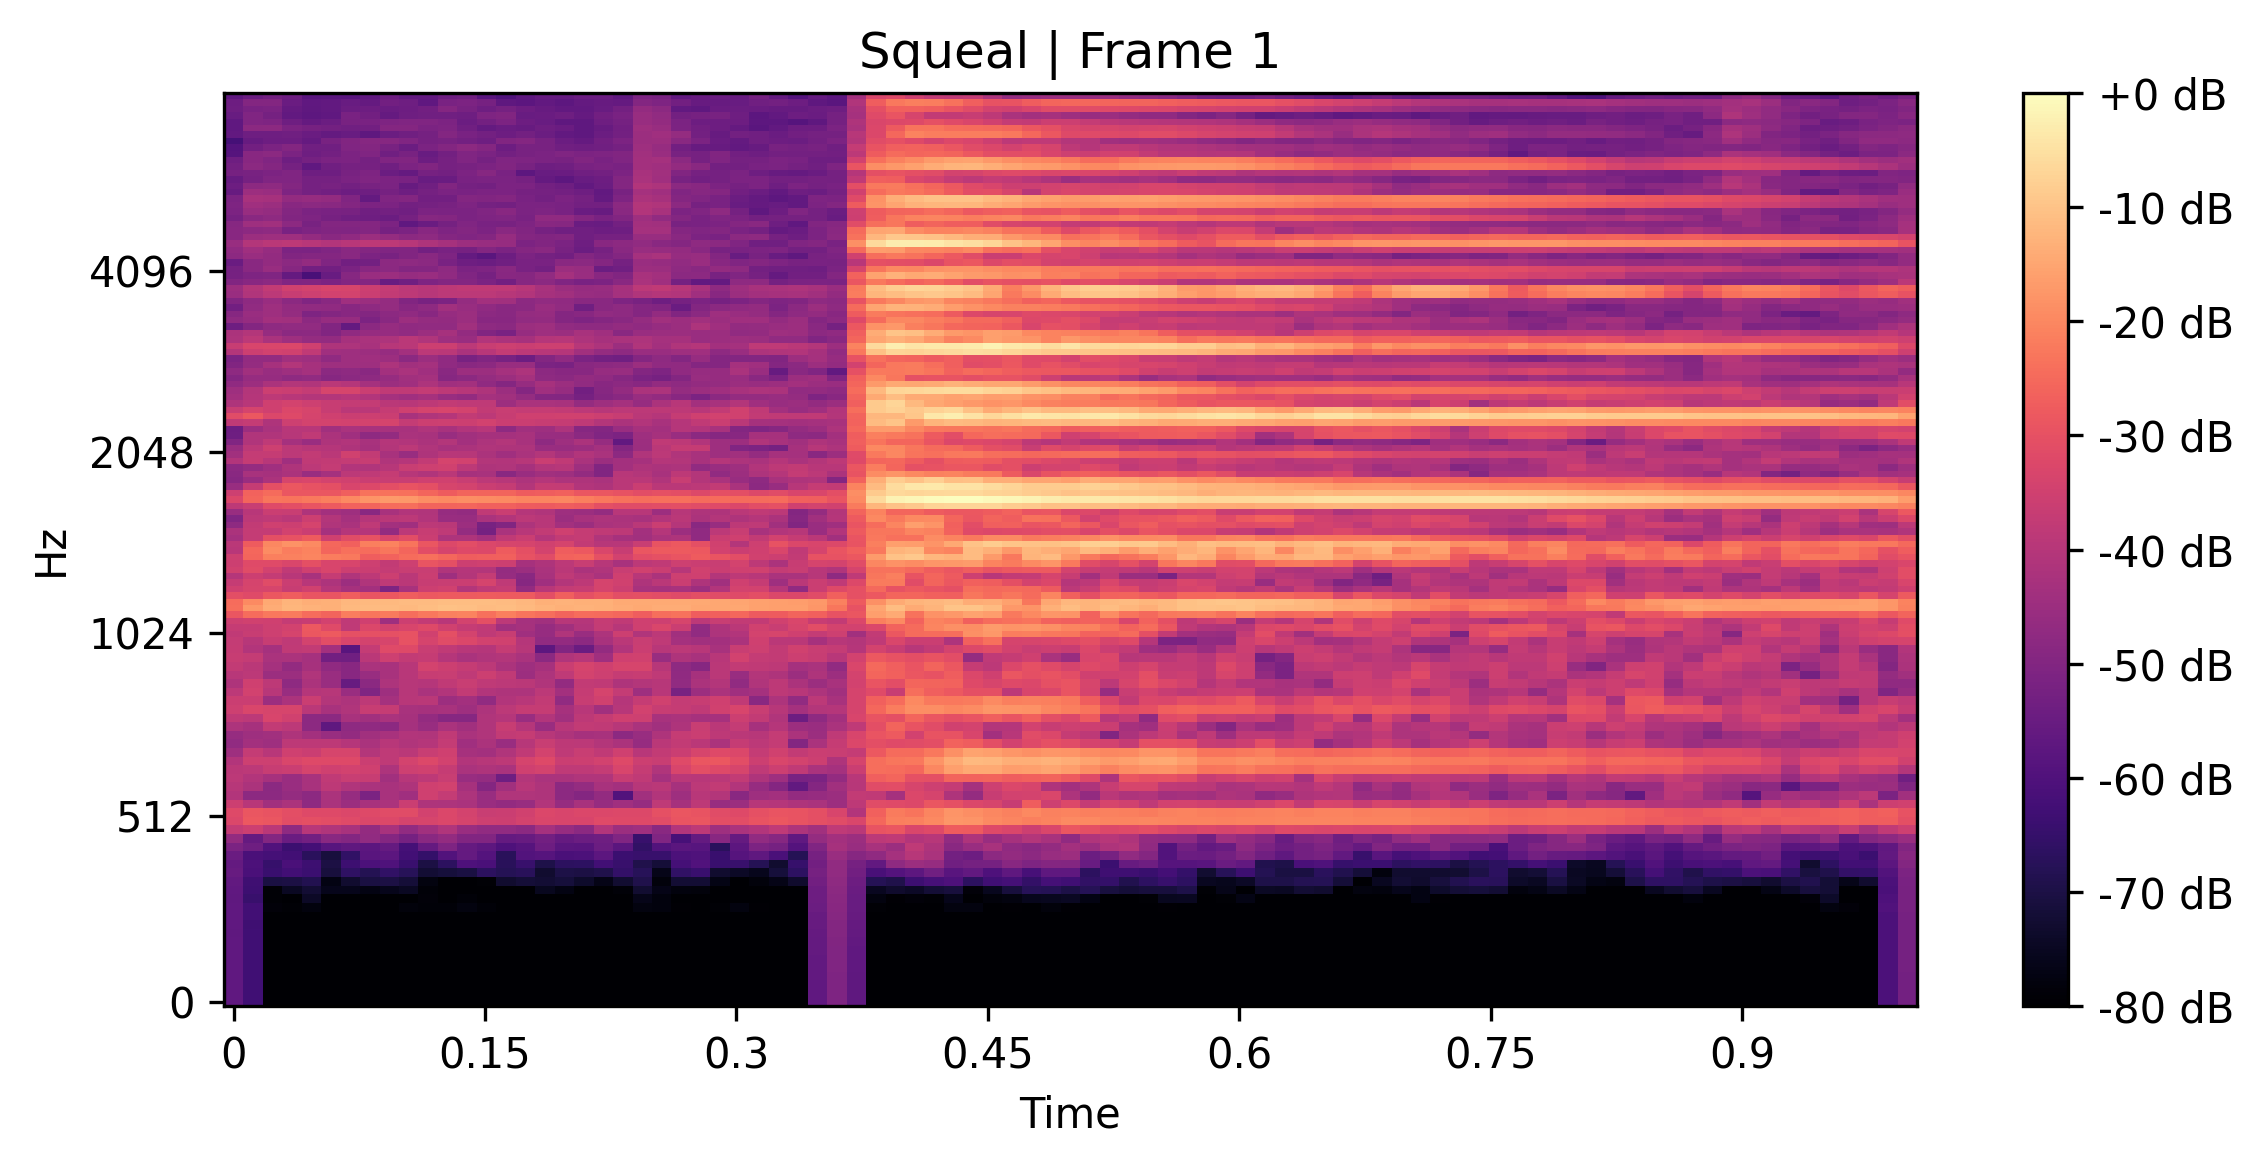 Squeal | Frame 1
+0 dB
-10 dB
4096
-20 dB
-30 dB
2048
Hz
-40 dB
1024
-50 dB
-60 dB
512
-70 dB
0
-80 dB
0
0.15
0.3
0.45
0.6
0.75
0.9
Time